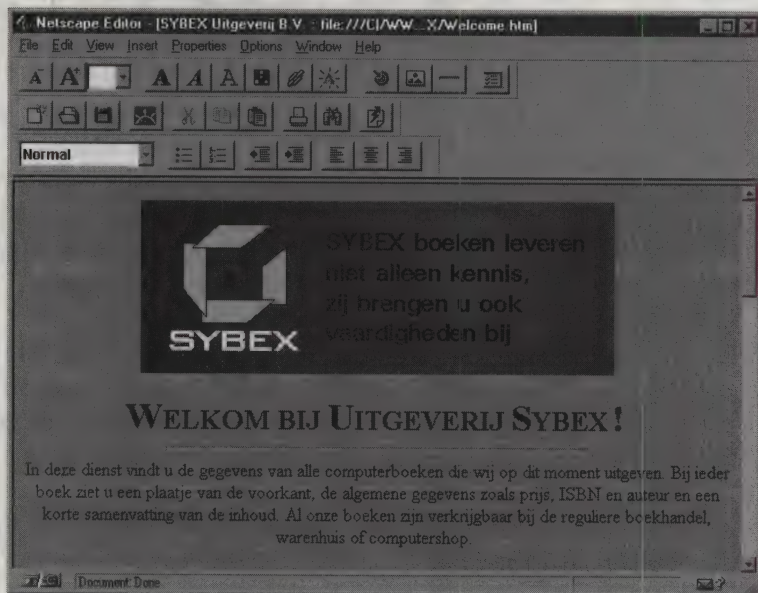 Netscape Editor - [SYBEX Uitgeverij B.V. - file:///C|/WW...X/Welcome.htm]
File Edit View Insert Properties Options Window Help
Normal
SYBEX boeken leveren
niet alleen kennis,
zij brengen u ook
vaardigheden bij
SYBEX
WELKOM BIJ UITGEVERIJ SYBEX!
In deze dienst vindt u de gegevens van alle computerboeken die wij op dit moment uitgeven. Bij ieder
boek ziet u een plaatje van de voorkant, de algemene gegevens zoals prijs, ISBN en auteur en een
korte samenvatting van de inhoud. Al onze boeken zijn verkrijgbaar bij de reguliere boekhandel,
warenhuis of computershop.
Document: Done